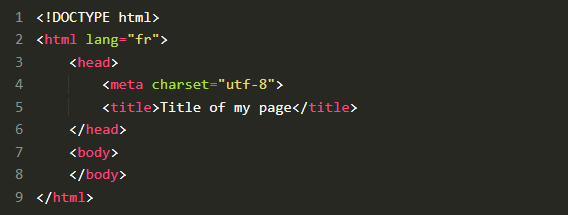 1 <!DOCTYPE html>
2 <html lang="fr">
3     <head>
4         <meta charset="utf-8">
5         <title>Title of my page</title>
6     </head>
7     <body>
8     </body>
9 </html>